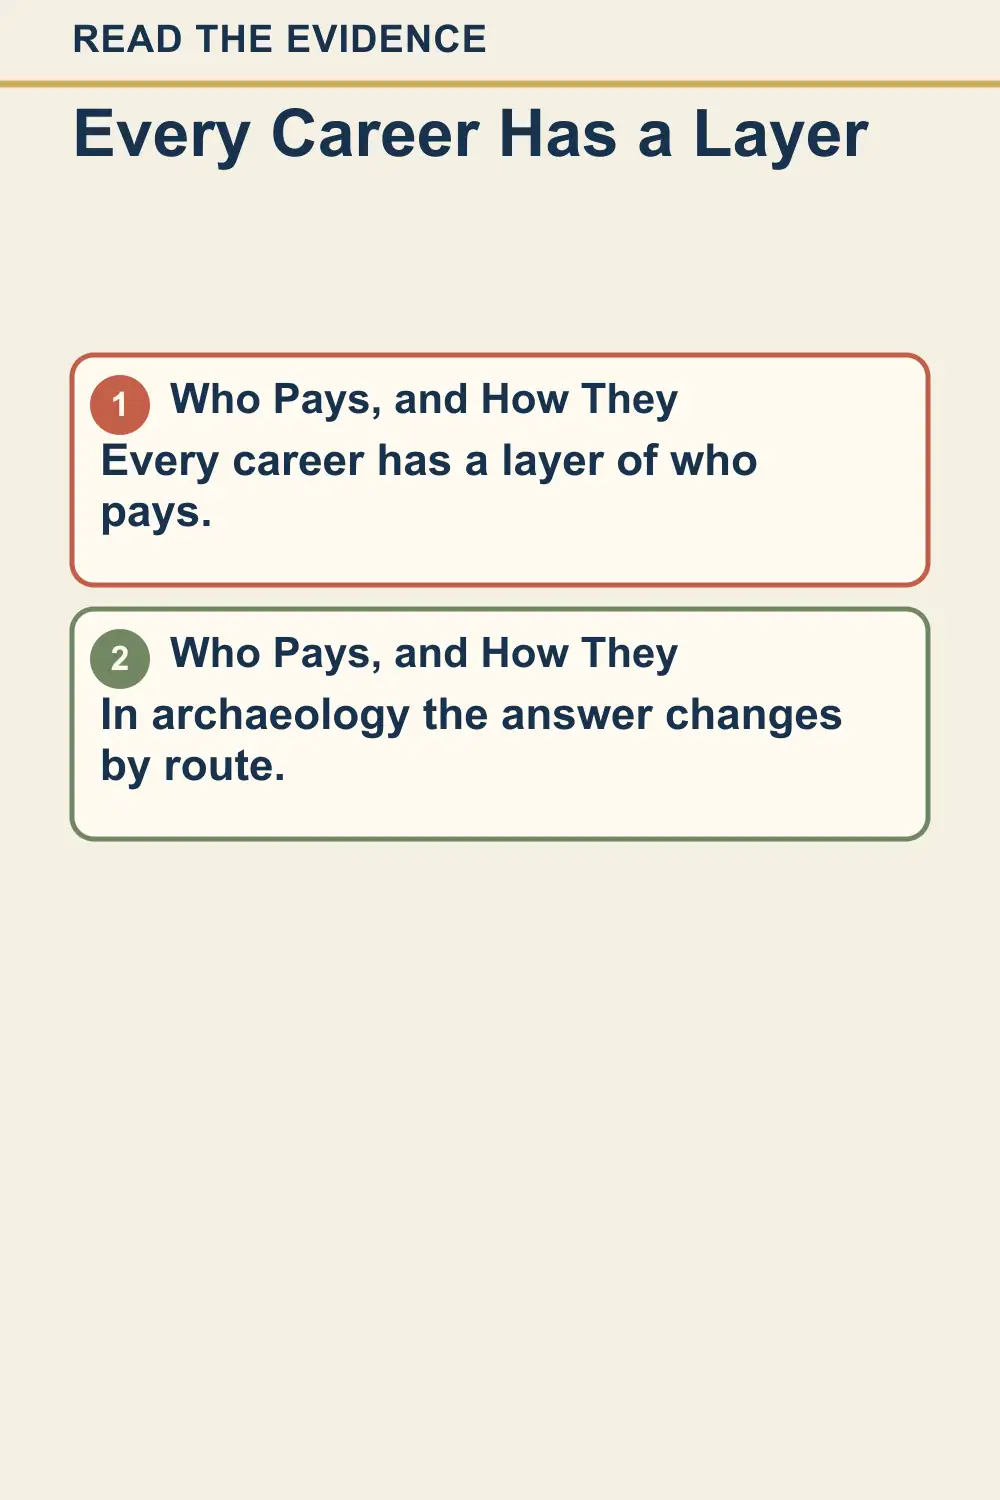 READ THE EVIDENCE
Every Career Has a Layer
1
Who Pays, and How They
Every career has a layer of who
pays.
2
Who Pays, and How They
In archaeology the answer changes
by route.